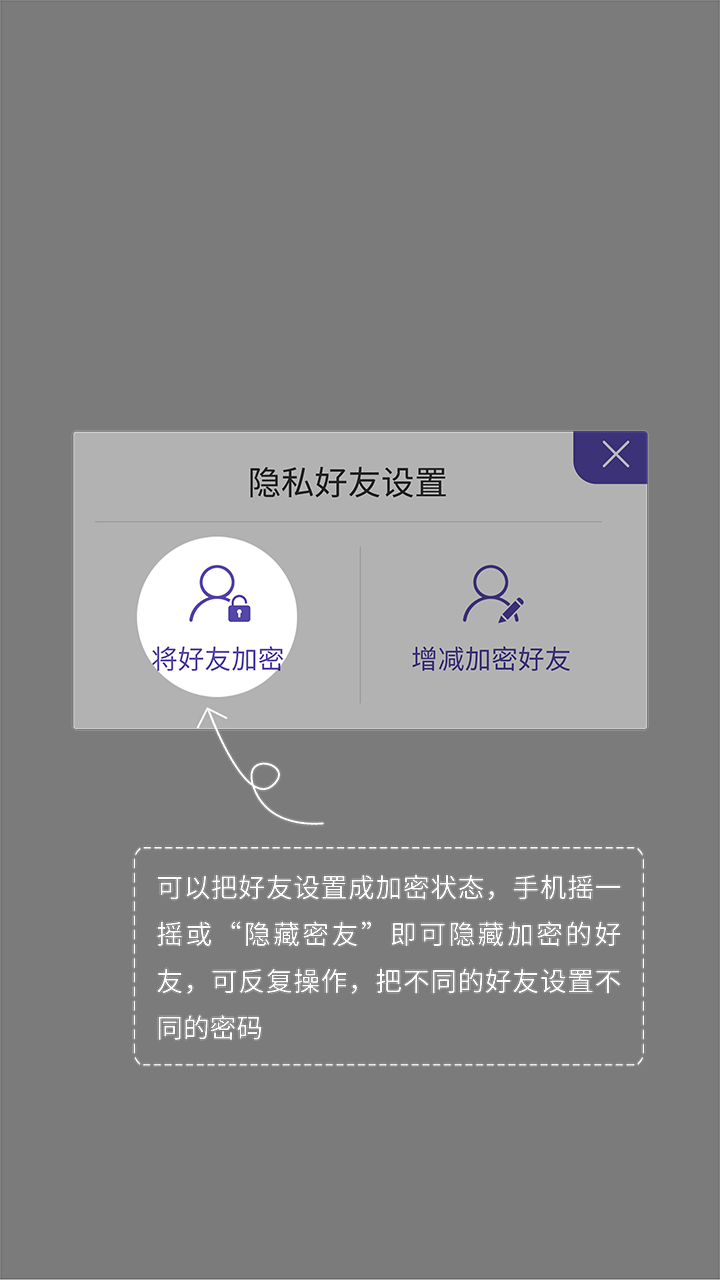 隐私好友设置
将好友加密
增减加密好友
可以把好友设置成加密状态，手机摇一
摇或“隐藏密友”即可隐藏加密的好
友，可反复操作，把不同的好友设置不
同的密码